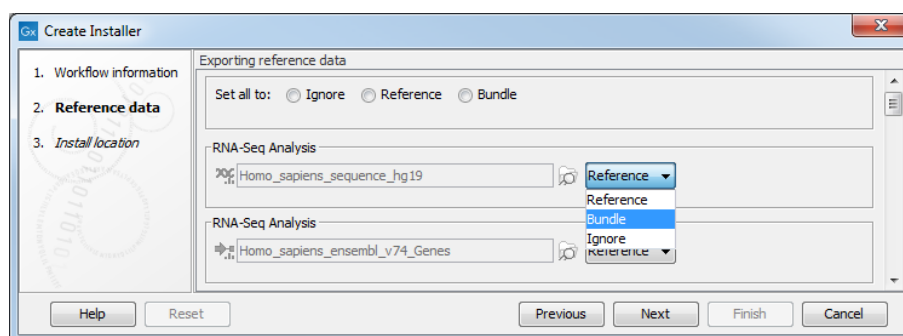 Gx Create Installer
Exporting reference data
1. Workflow information
2. Reference data
3. Install location
Set all to: Ignore Reference Bundle
RNA-Seq Analysis
Homo_sapiens_sequence_hg19 Reference
Reference
Bundle
Ignore
RNA-Seq Analysis
Homo_sapiens_ensembl_v74_Genes Reference
Help Reset Previous Next Finish Cancel